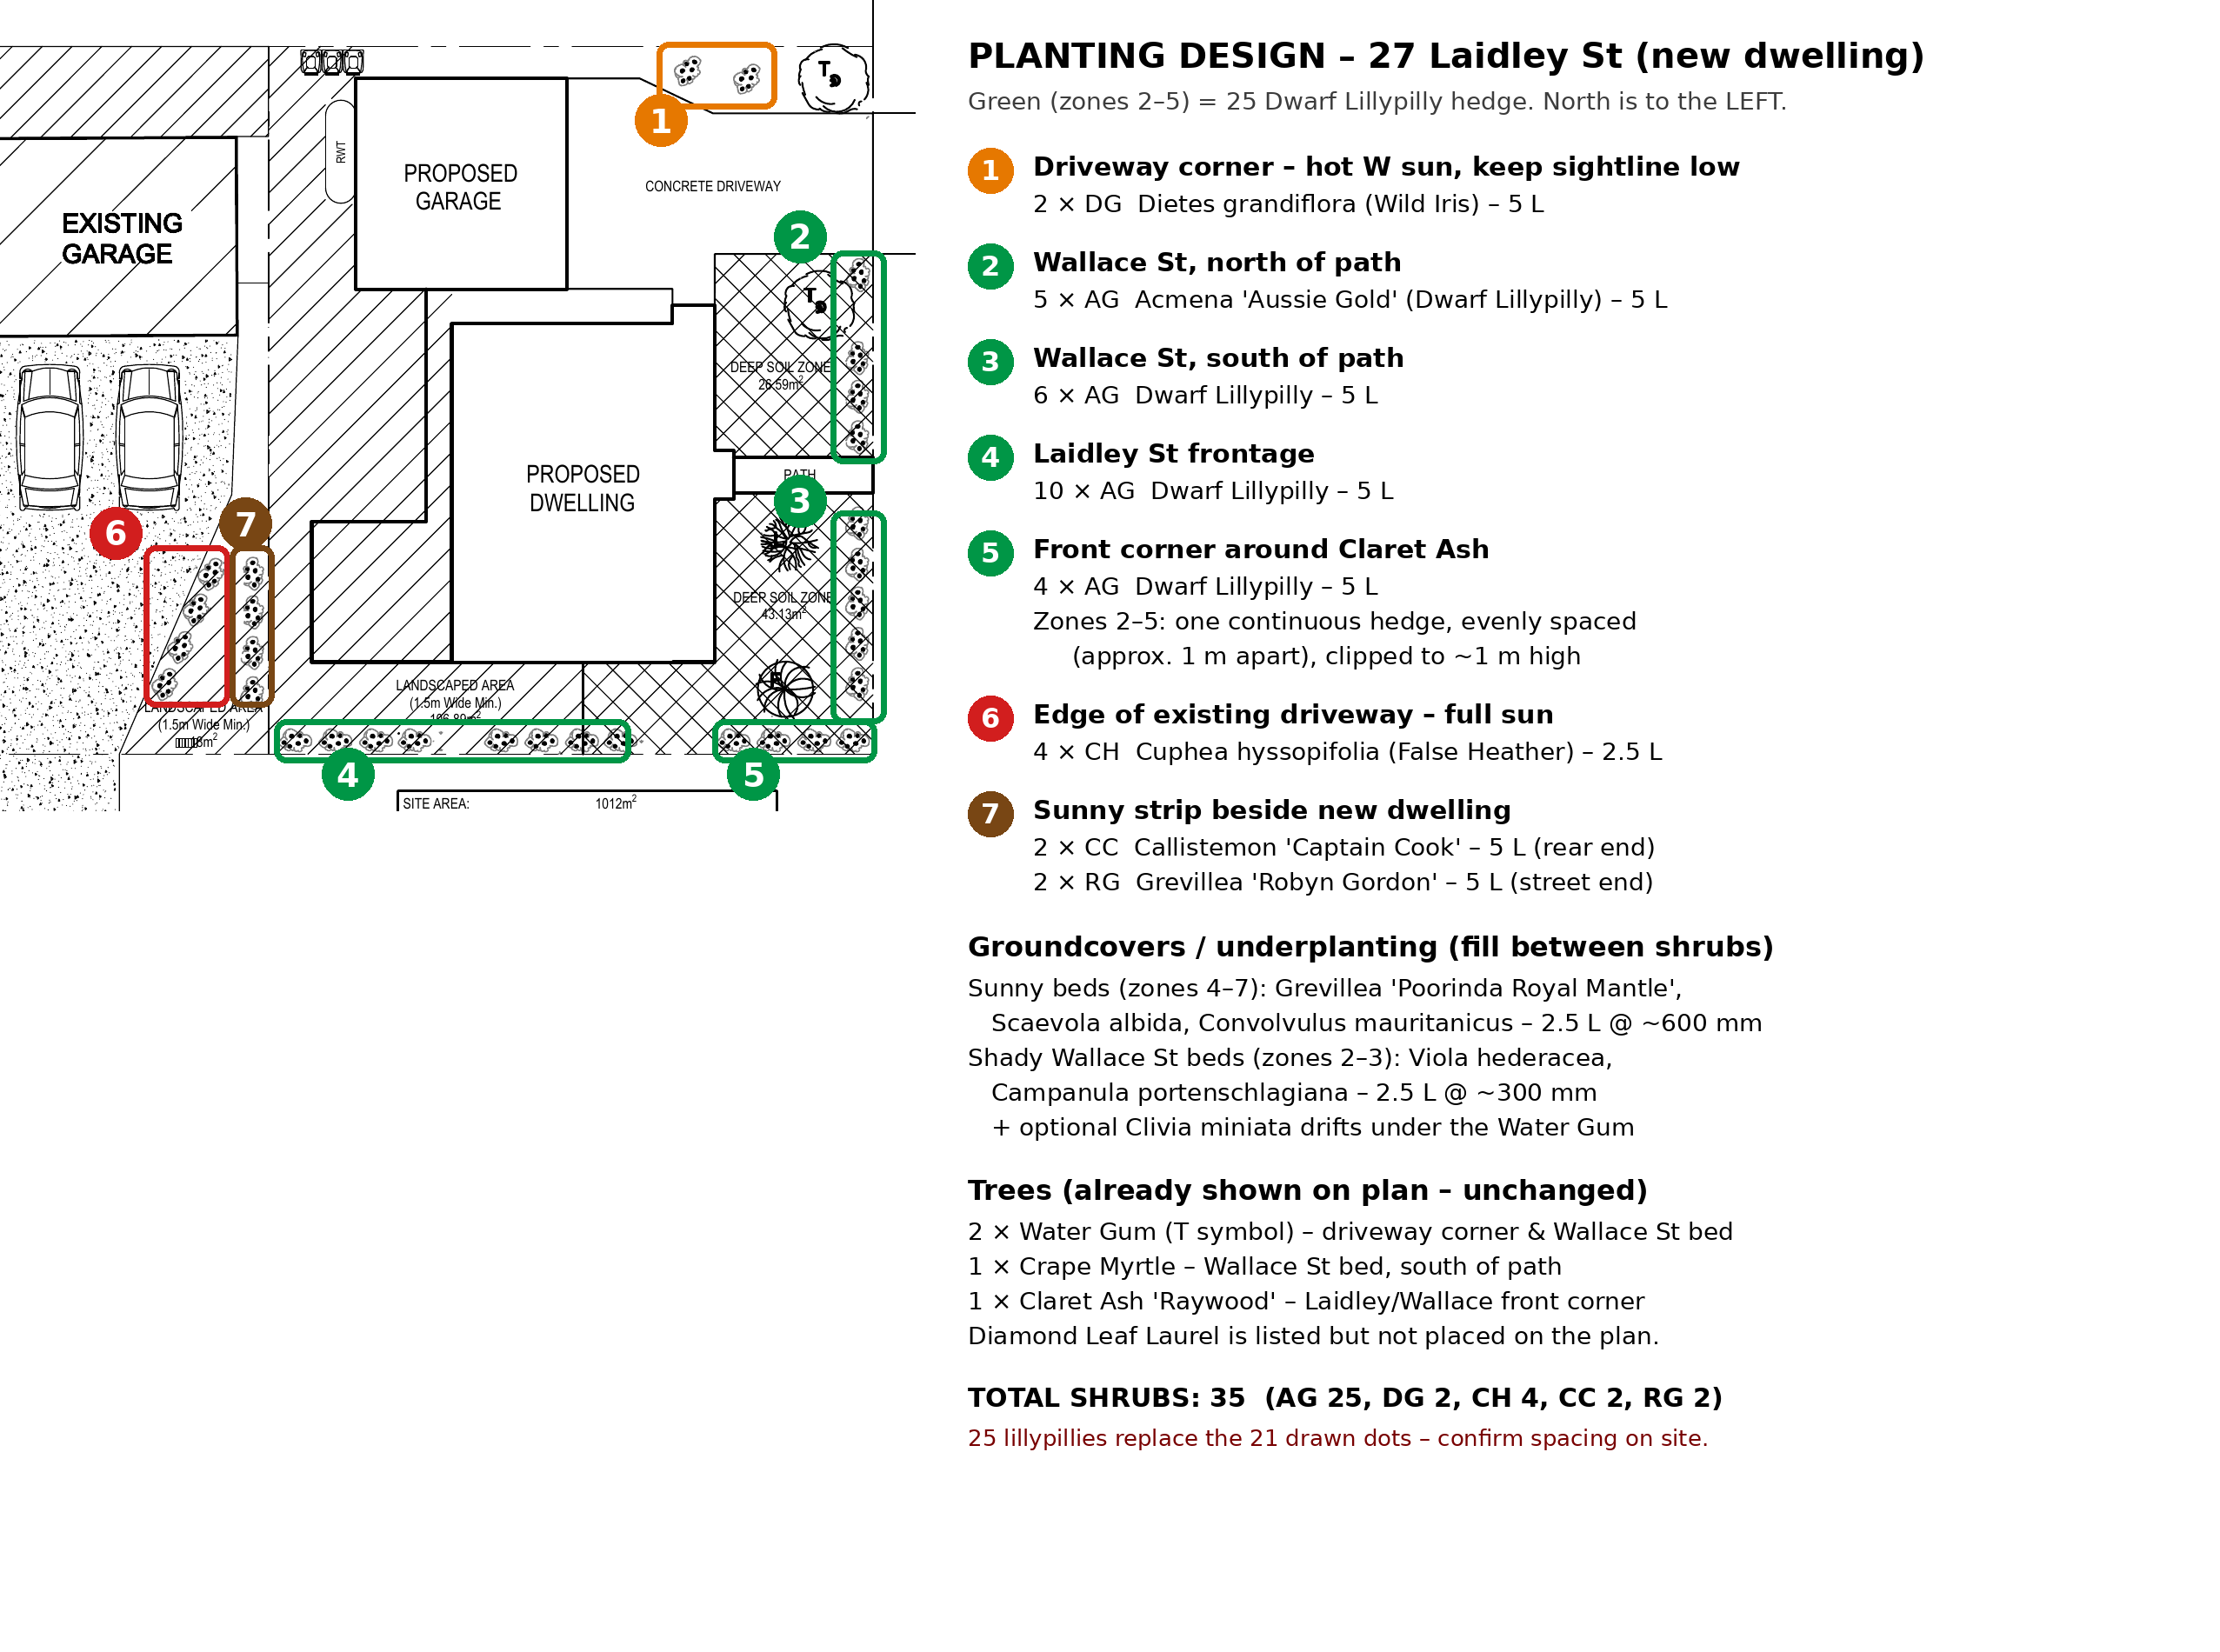 RWT
PROPOSED
GARAGE
CONCRETE DRIVEWAY
EXISTING
GARAGE
T
1
2
T
DEEP SOIL ZONE
26.59m²
PROPOSED
DWELLING
PATH
3
6
7
DEEP SOIL ZONE
43.13m²
LANDSCAPED AREA
(1.5m Wide Min.)
LANDSCAPED AREA
(1.5m Wide Min.)
4
5
SITE AREA: 1012m²
PLANTING DESIGN – 27 Laidley St (new dwelling)
Green (zones 2–5) = 25 Dwarf Lillypilly hedge. North is to the LEFT.
1 Driveway corner – hot W sun, keep sightline low
2 × DG Dietes grandiflora (Wild Iris) – 5 L
2 Wallace St, north of path
5 × AG Acmena 'Aussie Gold' (Dwarf Lillypilly) – 5 L
3 Wallace St, south of path
6 × AG Dwarf Lillypilly – 5 L
4 Laidley St frontage
10 × AG Dwarf Lillypilly – 5 L
5 Front corner around Claret Ash
4 × AG Dwarf Lillypilly – 5 L
Zones 2–5: one continuous hedge, evenly spaced
(approx. 1 m apart), clipped to ~1 m high
6 Edge of existing driveway – full sun
4 × CH Cuphea hyssopifolia (False Heather) – 2.5 L
7 Sunny strip beside new dwelling
2 × CC Callistemon 'Captain Cook' – 5 L (rear end)
2 × RG Grevillea 'Robyn Gordon' – 5 L (street end)
Groundcovers / underplanting (fill between shrubs)
Sunny beds (zones 4–7): Grevillea 'Poorinda Royal Mantle',
Scaevola albida, Convolvulus mauritanicus – 2.5 L @ ~600 mm
Shady Wallace St beds (zones 2–3): Viola hederacea,
Campanula portenschlagiana – 2.5 L @ ~300 mm
+ optional Clivia miniata drifts under the Water Gum
Trees (already shown on plan – unchanged)
2 × Water Gum (T symbol) – driveway corner & Wallace St bed
1 × Crape Myrtle – Wallace St bed, south of path
1 × Claret Ash 'Raywood' – Laidley/Wallace front corner
Diamond Leaf Laurel is listed but not placed on the plan.
TOTAL SHRUBS: 35 (AG 25, DG 2, CH 4, CC 2, RG 2)
25 lillypillies replace the 21 drawn dots – confirm spacing on site.